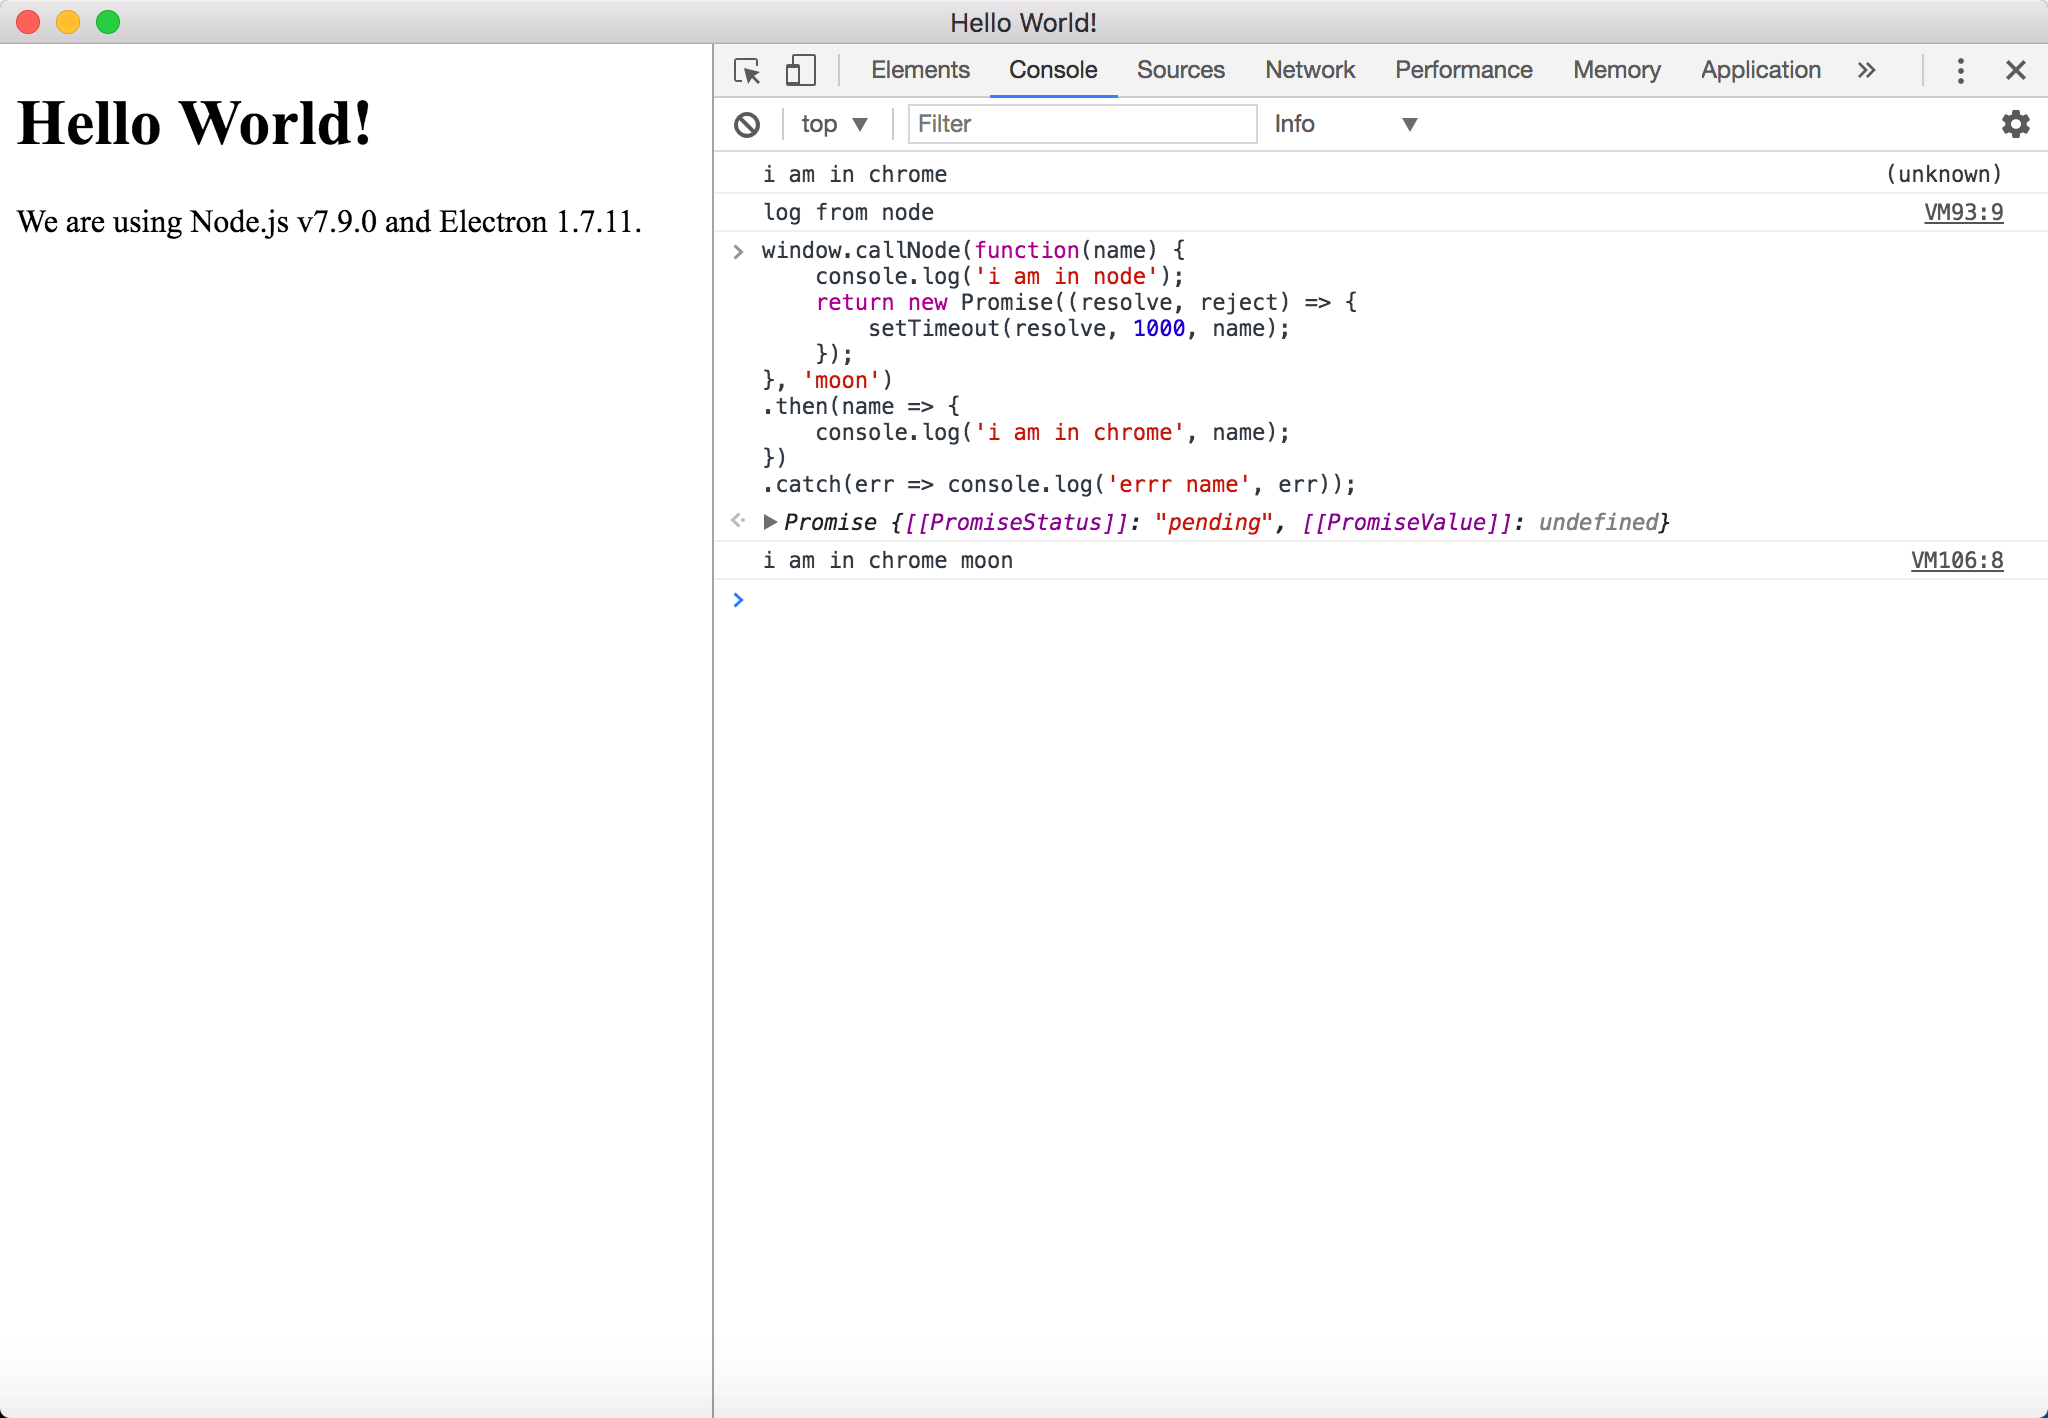 Hello World!
Hello World!
We are using Node.js v7.9.0 and Electron 1.7.11.
Elements Console Sources Network Performance Memory Application
top Filter Info
i am in chrome (unknown)
log from node VM93:9
window.callNode(function(name) {
    console.log('i am in node');
    return new Promise((resolve, reject) => {
        setTimeout(resolve, 1000, name);
    });
}, 'moon')
.then(name => {
    console.log('i am in chrome', name);
})
.catch(err => console.log('errr name', err));
Promise {[[PromiseStatus]]: "pending", [[PromiseValue]]: undefined}
i am in chrome moon VM106:8